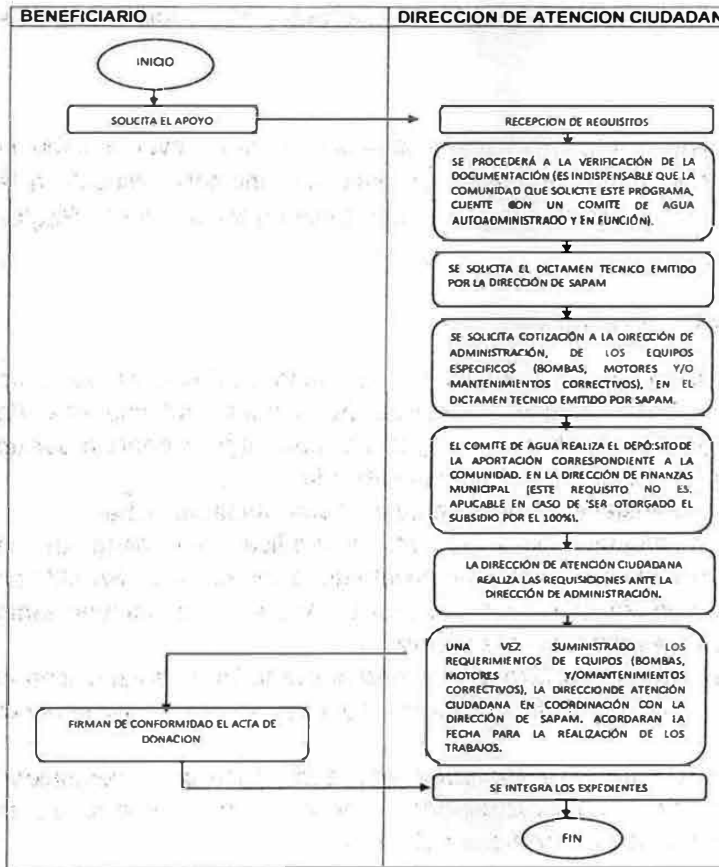 BENEFICIARIO
DIRECCION DE ATENCION CIUDADAN
INICIO
SOLICITA EL APOYO
RECEPCION DE REQUISITOS
SE PROCEDERÁ A LA VERIFICACIÓN DE LA
DOCUMENTACIÓN (ES INDISPENSABLE QUE LA
COMUNIDAD QUE SOLICITE ESTE PROGRAMA,
CUENTE CON UN COMITE DE AGUA
AUTOADMINISTRADO Y EN FUNCIÓN).
SE SOLICITA EL DICTAMEN TECNICO EMITIDO
POR LA DIRECCIÓN DE SAPAM
SE SOLICITA COTIZACIÓN A LA DIRECCIÓN DE
ADMINISTRACIÓN, DE LOS EQUIPOS
ESPECIFICOS (BOMBAS, MOTORES Y/O
MANTENIMIENTOS CORRECTIVOS), EN EL
DICTAMEN TECNICO EMITIDO POR SAPAM.
EL COMITE DE AGUA REALIZA EL DEPÓSITO DE
LA APORTACIÓN CORRESPONDIENTE A LA
COMUNIDAD. EN LA DIRECCIÓN DE FINANZAS
MUNICIPAL (ESTE REQUISITO NO ES.
APLICABLE EN CASO DE SER OTORGADO EL
SUBSIDIO POR EL 100%).
LA DIRECCIÓN DE ATENCIÓN CIUDADANA
REALIZA LAS REQUISICIONES ANTE LA
DIRECCIÓN DE ADMINISTRACIÓN.
UNA VEZ SUMINISTRADO LOS
REQUERIMIENTOS DE EQUIPOS (BOMBAS,
MOTORES Y/OMANTENIMIENTOS
CORRECTIVOS), LA DIRECCIONDE ATENCIÓN
CIUDADANA EN COORDINACIÓN CON LA
DIRECCIÓN DE SAPAM. ACORDARAN LA
FECHA PARA LA REALIZACIÓN DE LOS
TRABAJOS.
FIRMAN DE CONFORMIDAD EL ACTA DE
DONACION
SE INTEGRA LOS EXPEDIENTES
FIN